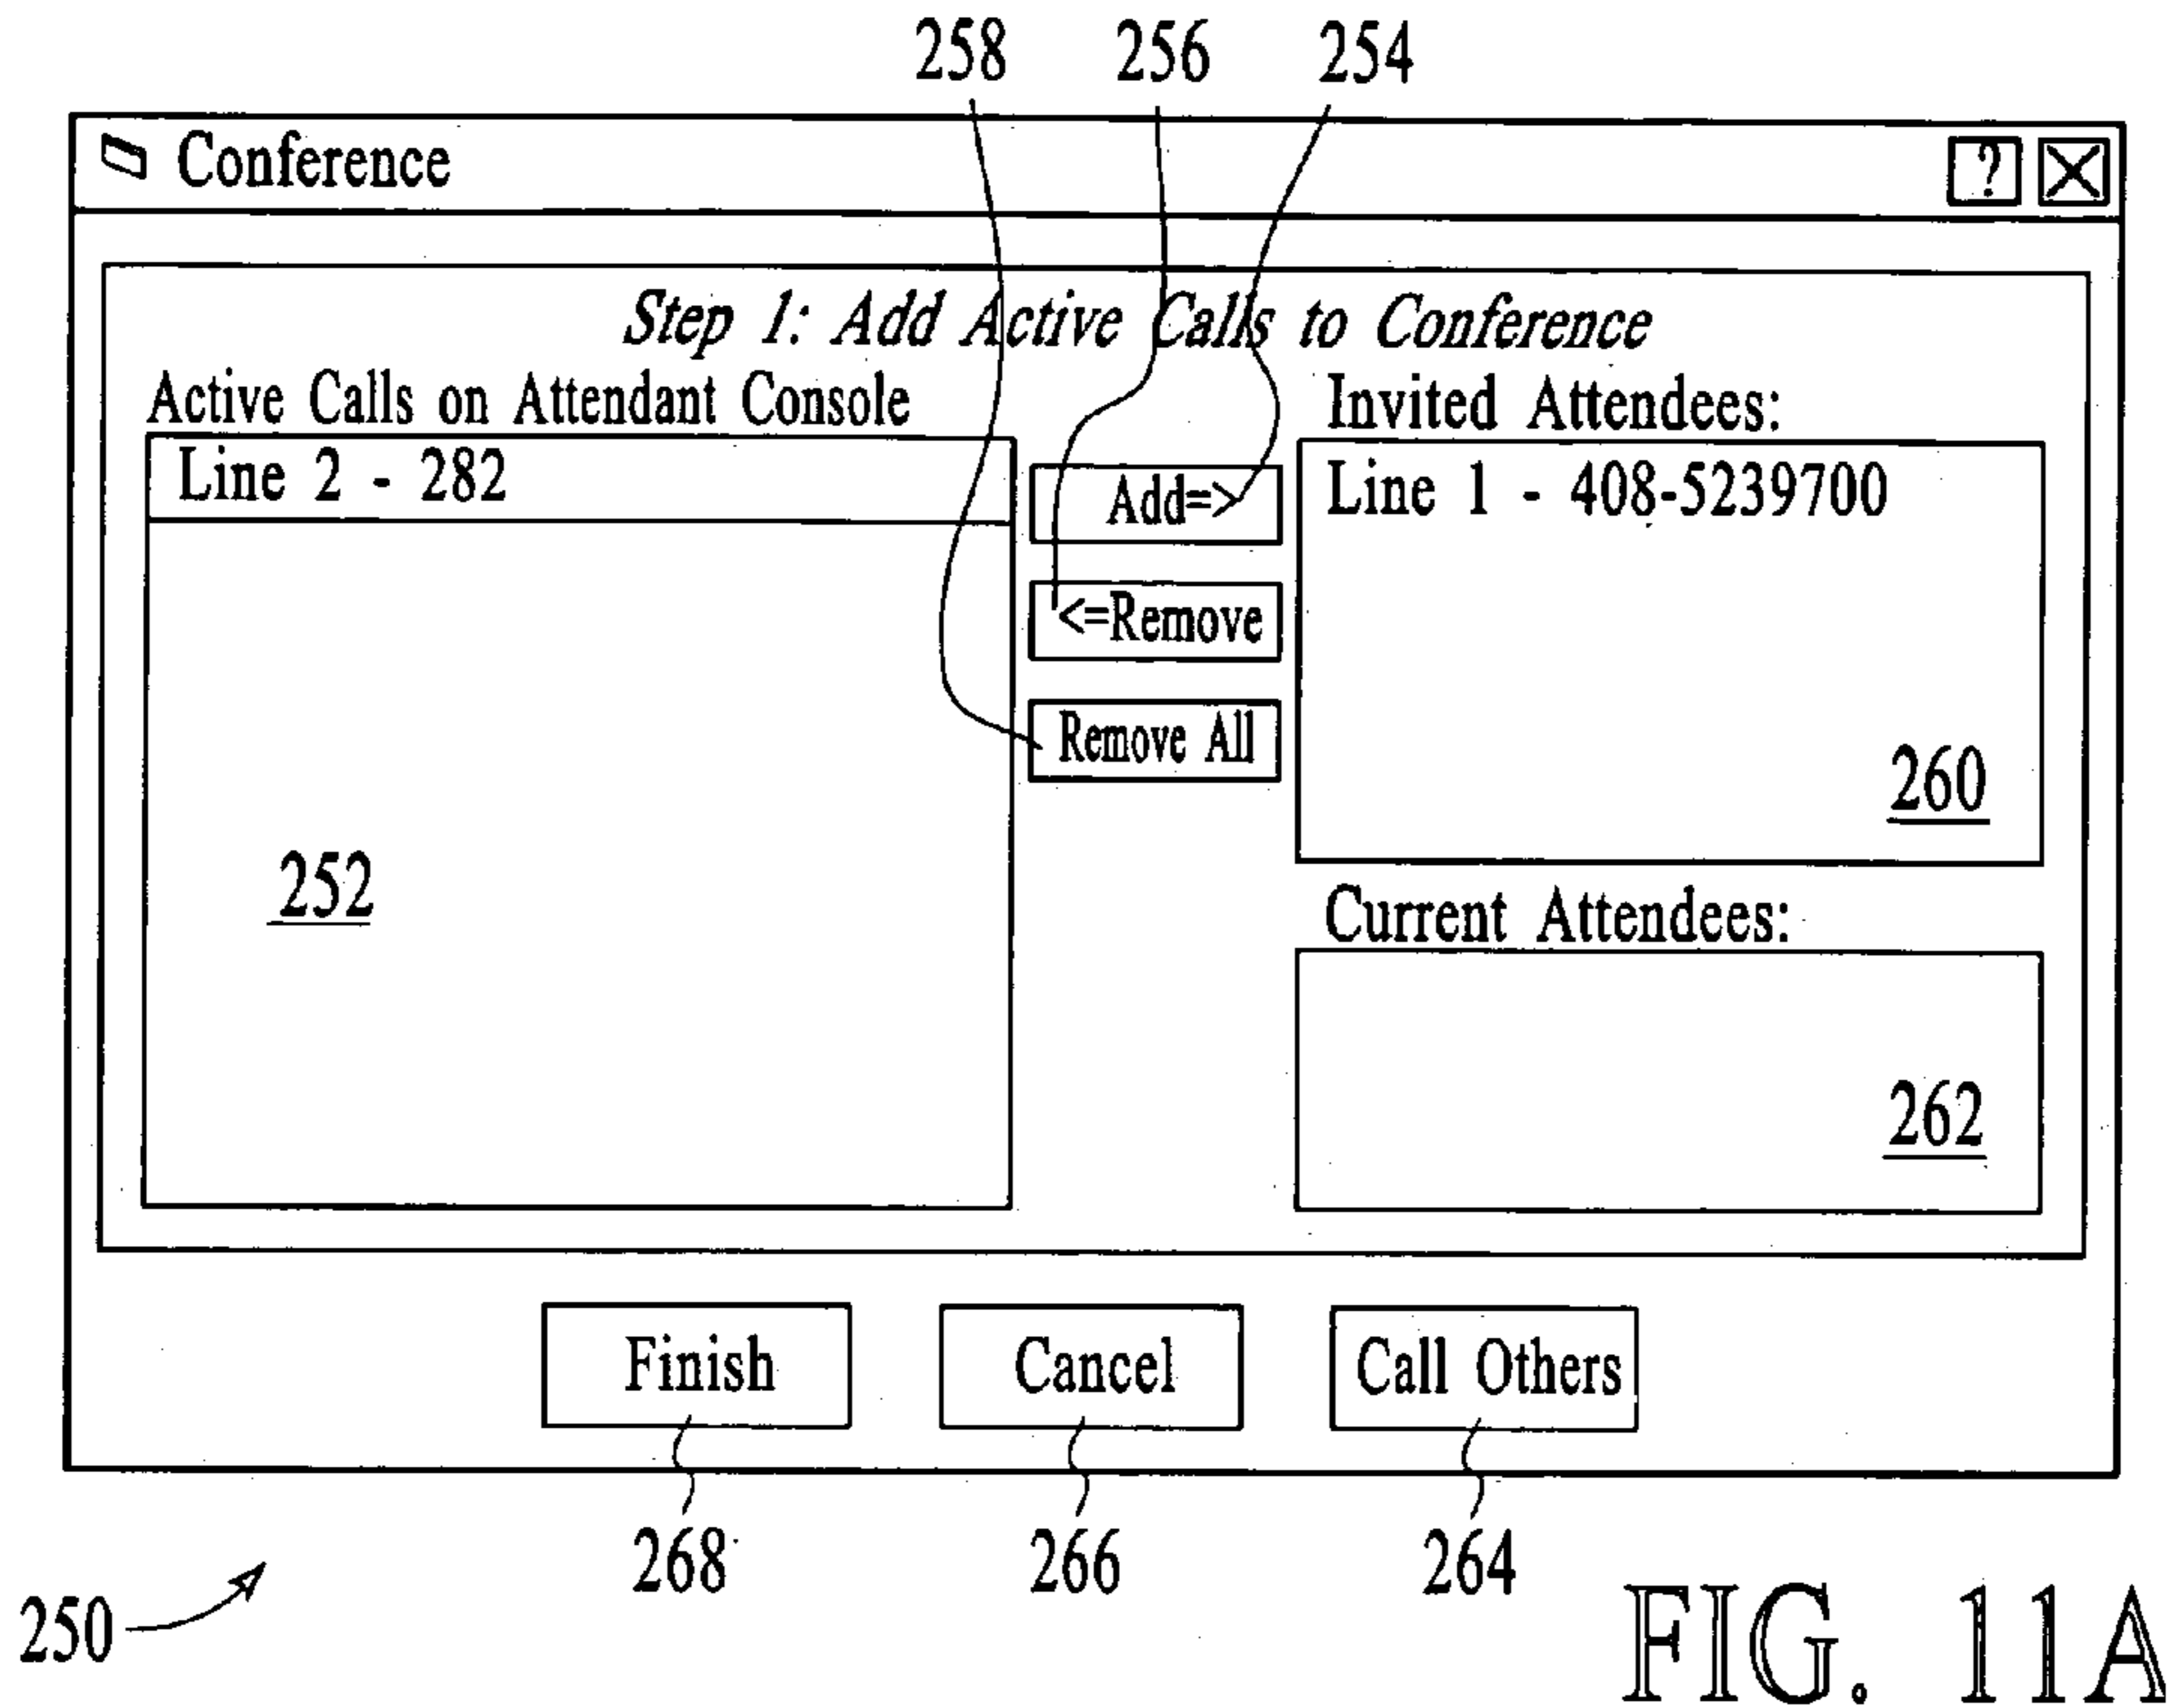 258 256 254
Conference ?
Step 1: Add Active Calls to Conference
Active Calls on Attendant Console
Invited Attendees:
Line 2 - 282
Add=>
Line 1 - 408-5239700
<=Remove
Remove All
260
252
Current Attendees:
262
Finish Cancel Call Others
268 266 264
250
FIG. 11A